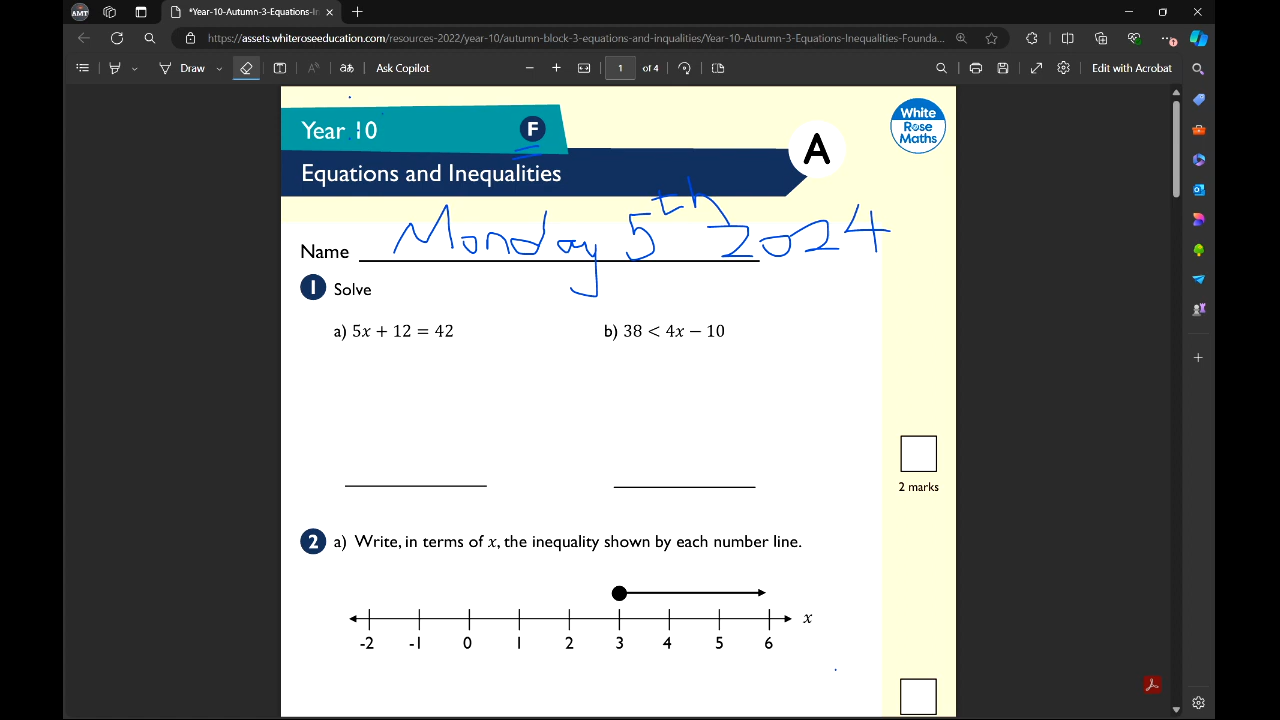 AMT
*Year-10-Autumn-3-Equations-In
https://assets.whiteroseeducation.com/resources-2022/year-10/autumn-block-3-equations-and-inqualities/Year-10-Autumn-3-Equations-Inequalities-Founda...
Draw
Ask Copilot
1
of 4
Edit with Acrobat
Year 10
F
A
White
Rose
Maths
Equations and Inequalities
Monday 5th 2024
Name
1 Solve
a) 5x + 12 = 42
b) 38 < 4x − 10
2 marks
2 a) Write, in terms of x, the inequality shown by each number line.
x
-2 -1 0 1 2 3 4 5 6